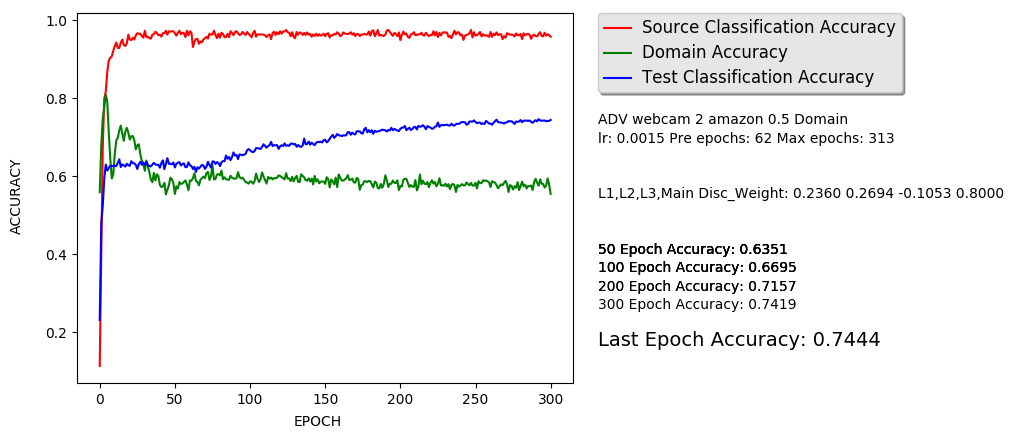 1.0
0.8
0.6
0.4
0.2
ACCURACY
0 50 100 150 200 250 300
EPOCH
Source Classification Accuracy
Domain Accuracy
Test Classification Accuracy
ADV webcam 2 amazon 0.5 Domain
lr: 0.0015 Pre epochs: 62 Max epochs: 313
L1,L2,L3,Main Disc_Weight: 0.2360 0.2694 -0.1053 0.8000
50 Epoch Accuracy: 0.6351
100 Epoch Accuracy: 0.6695
200 Epoch Accuracy: 0.7157
300 Epoch Accuracy: 0.7419
Last Epoch Accuracy: 0.7444